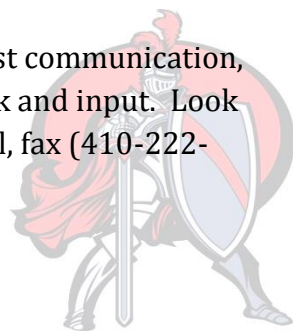 st communication,
k and input.  Look
l, fax (410-222-